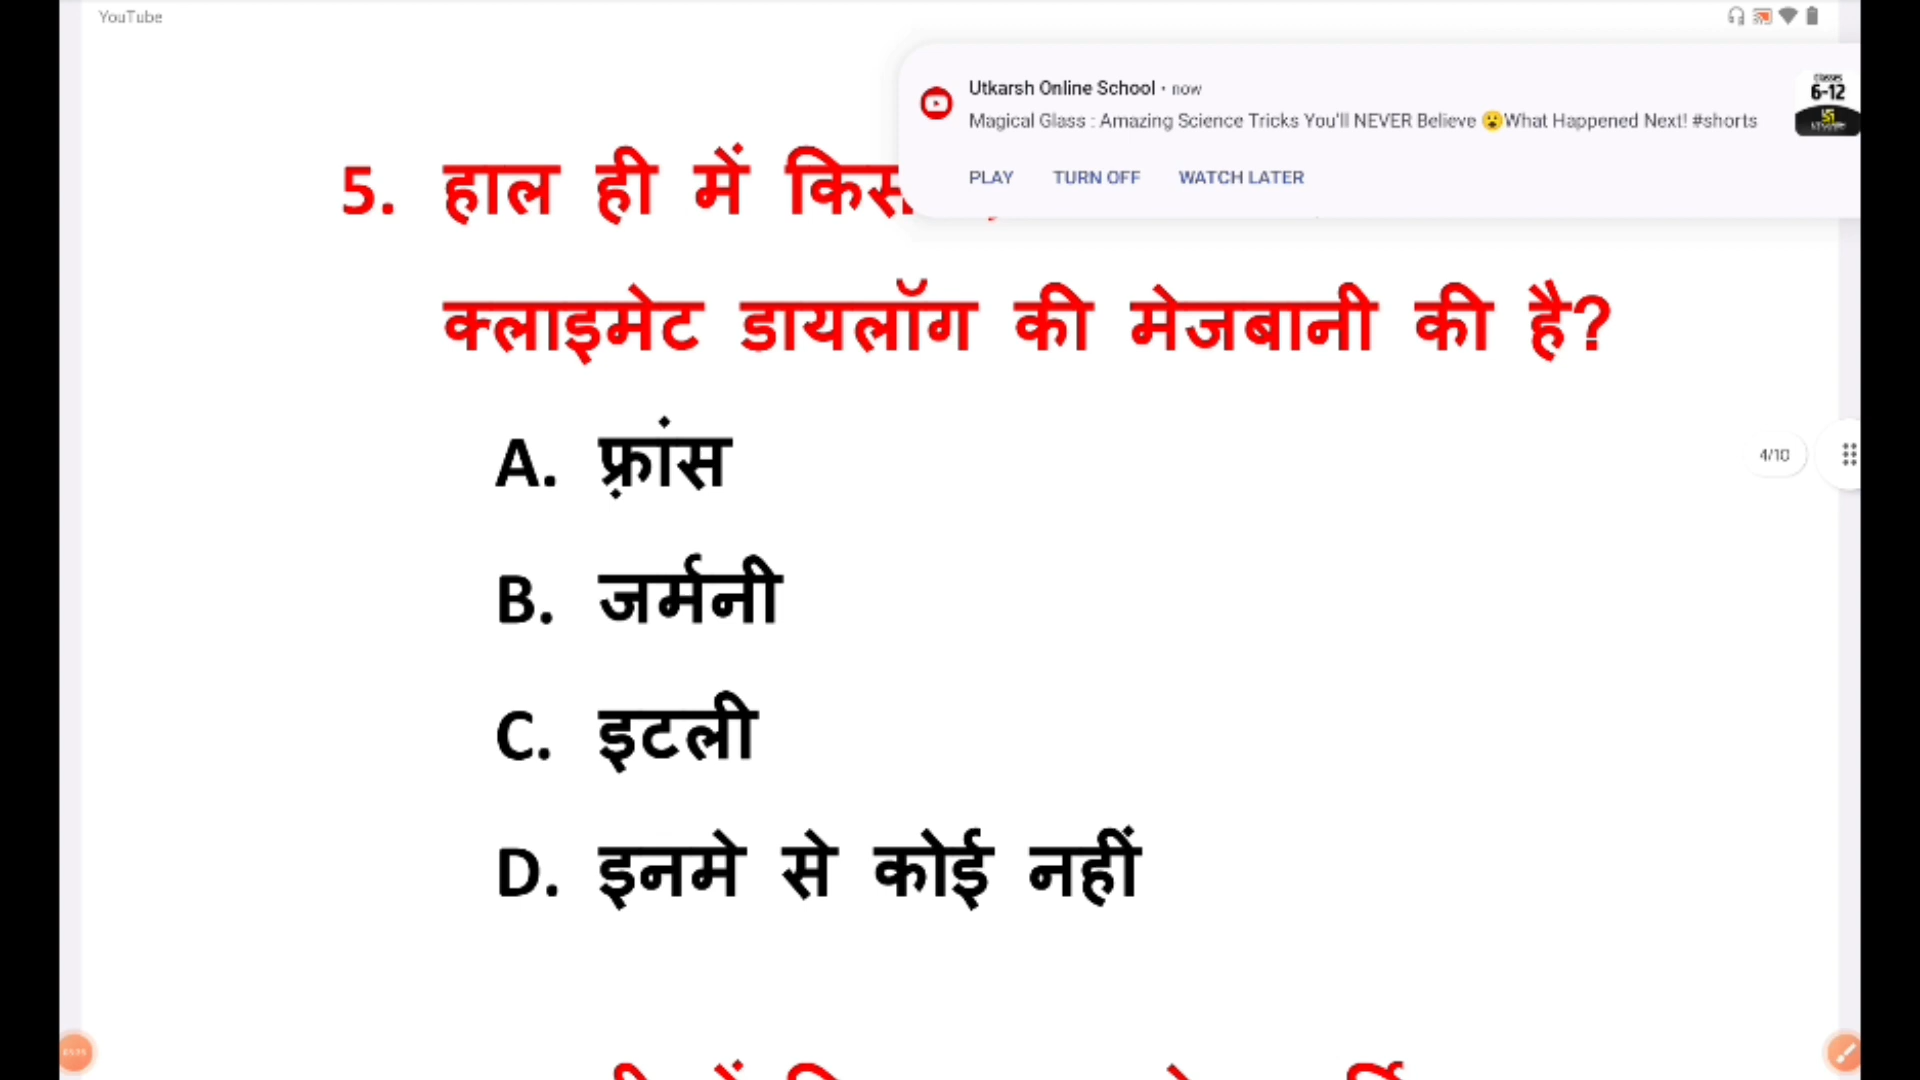 YouTube
Utkarsh Online School • now
Magical Glass : Amazing Science Tricks You'll NEVER Believe 😮What Happened Next! #shorts
PLAY TURN OFF WATCH LATER
CLASSES
6-12
5. हाल ही में
क्लाइमेट डायलॉग की मेजबानी की है?
4/10
A. फ़्रांस
B. जर्मनी
C. इटली
D. इनमे से कोई नहीं